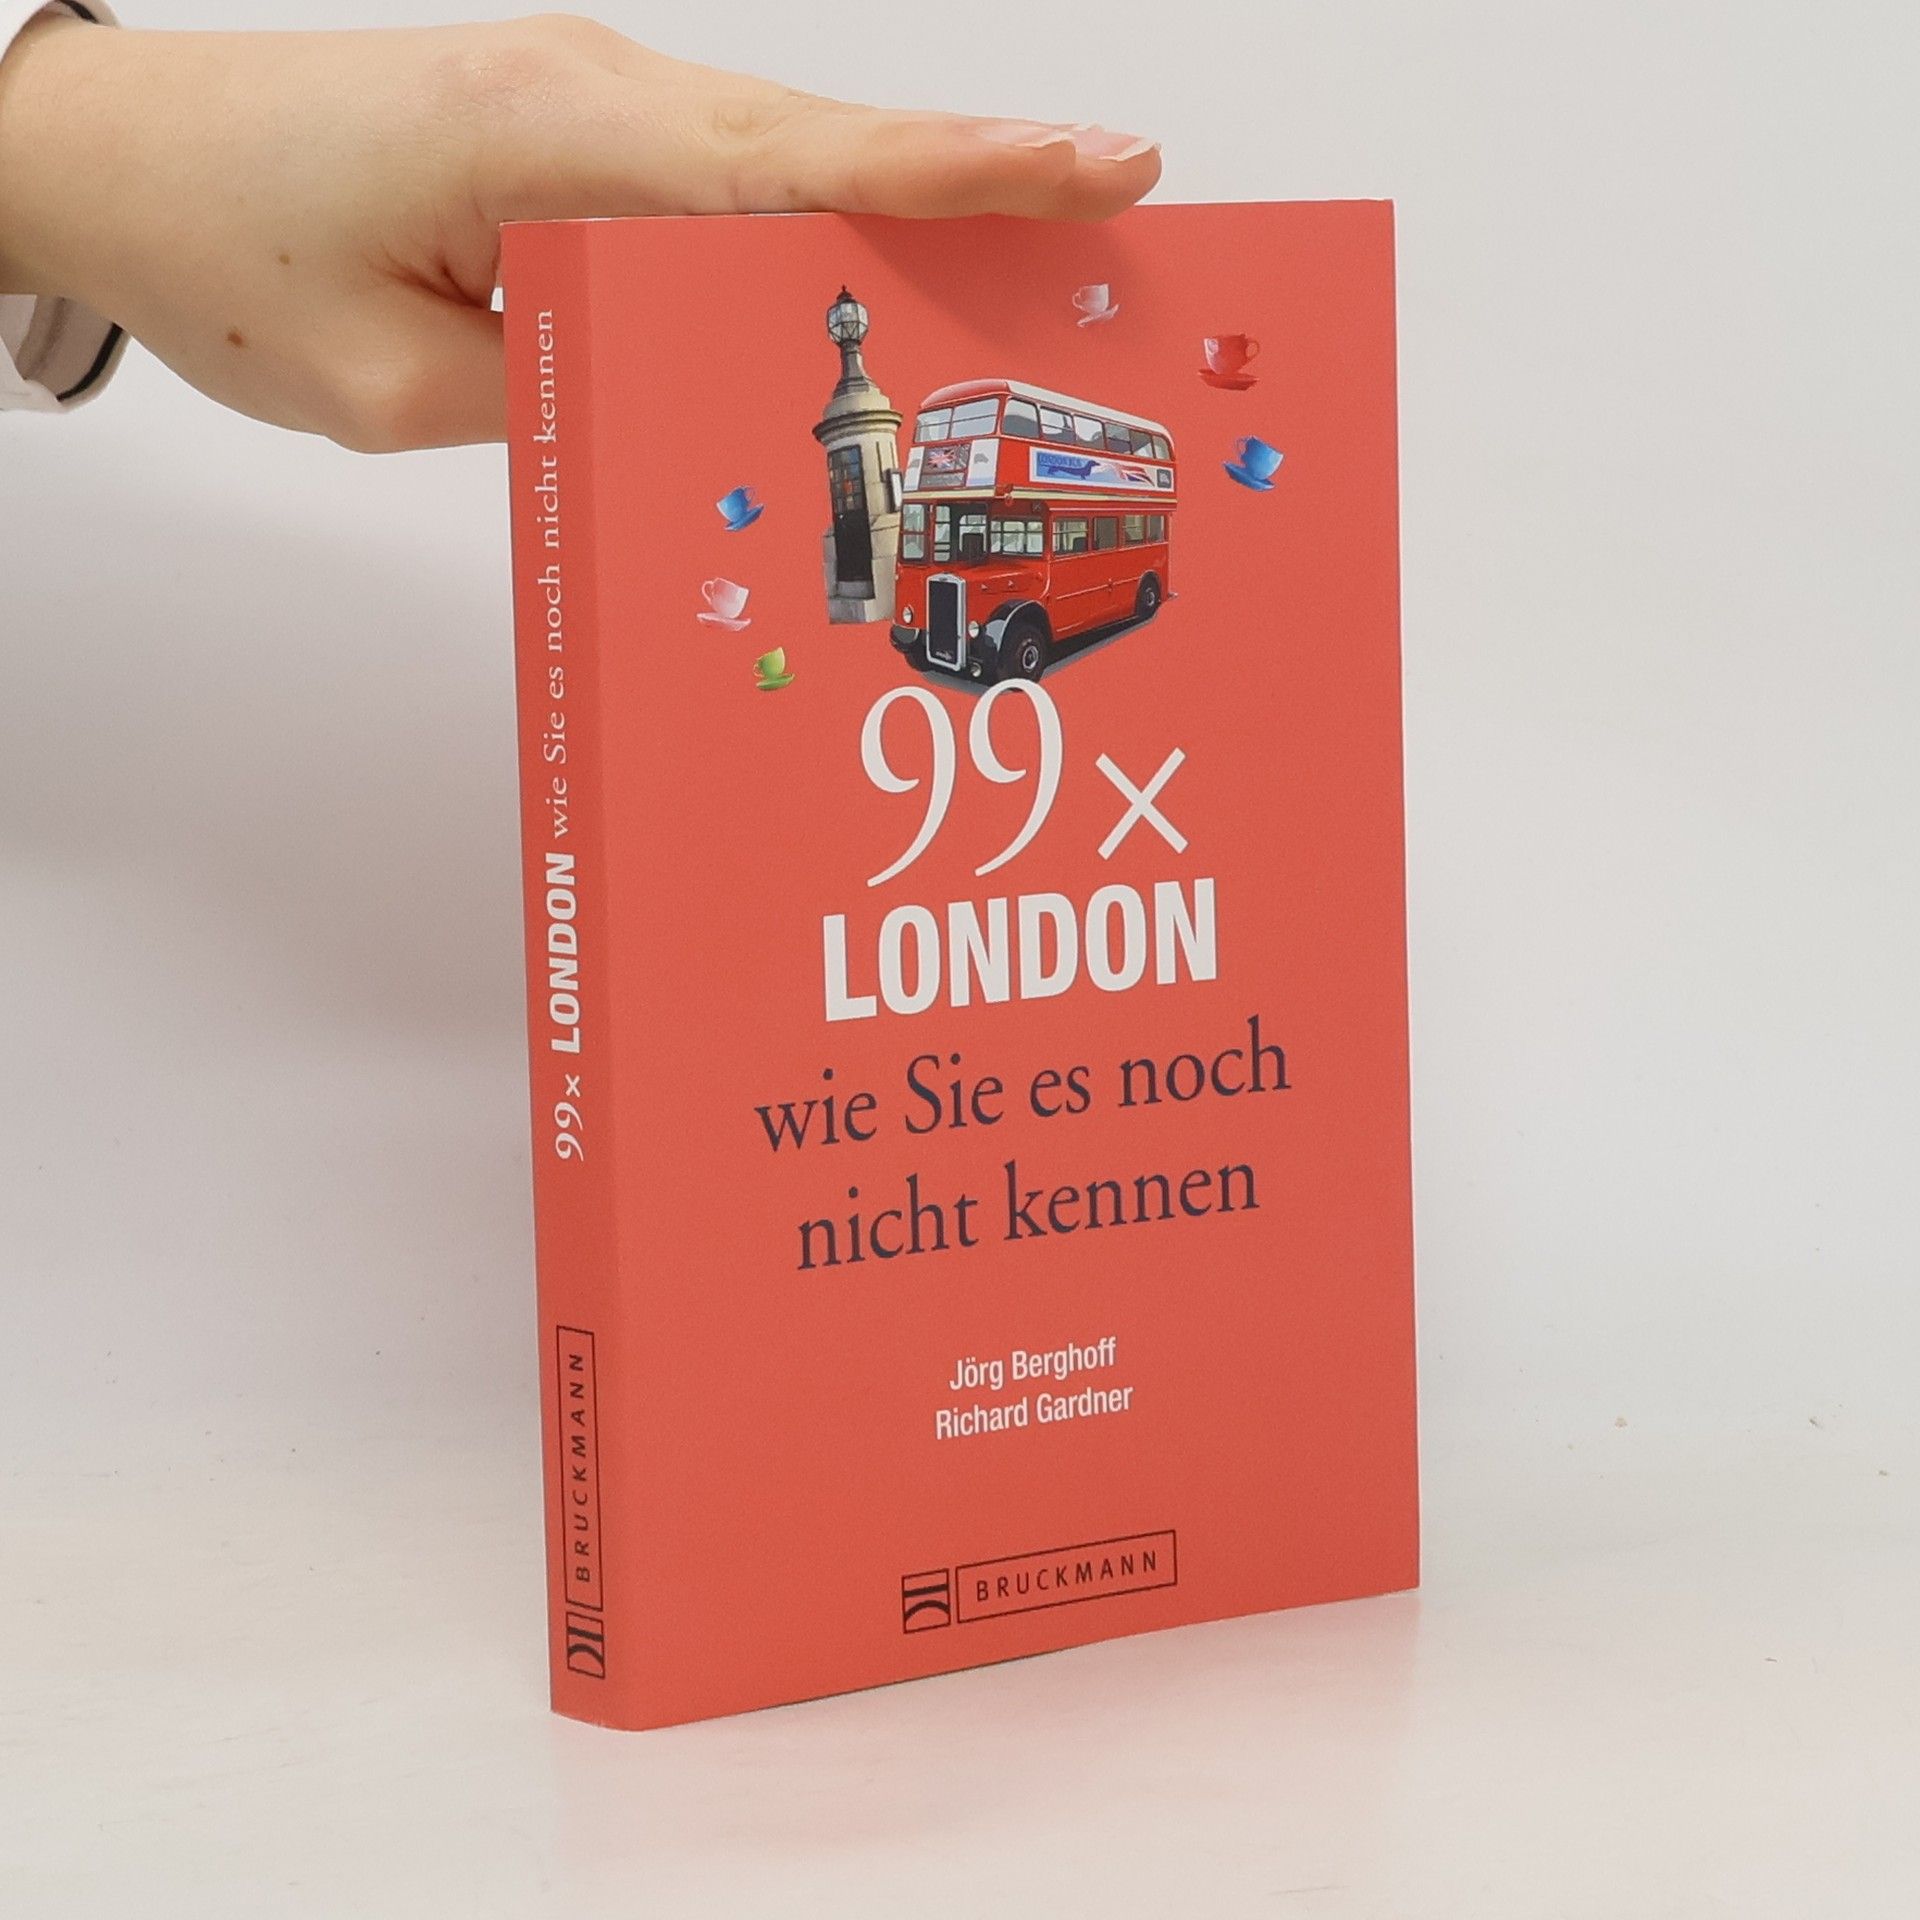 99x LONDON wie Sie es noch nicht kennen
BRUCKMANN
99 x
LONDON
wie Sie es noch
nicht kennen
Jörg Berghoff
Richard Gardner
BRUCKMANN